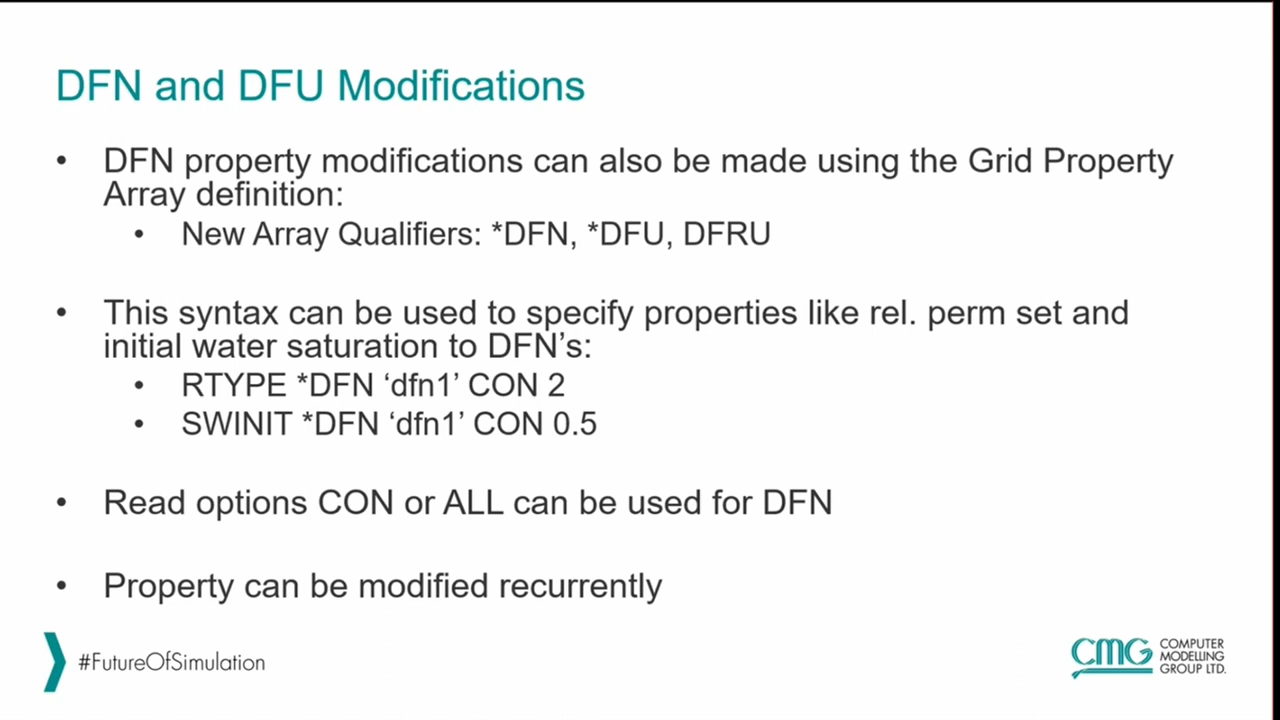 DFN and DFU Modifications
• DFN property modifications can also be made using the Grid Property
Array definition:
• New Array Qualifiers: *DFN, *DFU, DFRU
• This syntax can be used to specify properties like rel. perm set and
initial water saturation to DFN’s:
• RTYPE *DFN ‘dfn1’ CON 2
• SWINIT *DFN ‘dfn1’ CON 0.5
• Read options CON or ALL can be used for DFN
• Property can be modified recurrently
#FutureOfSimulation
CMG
COMPUTER
MODELLING
GROUP LTD.